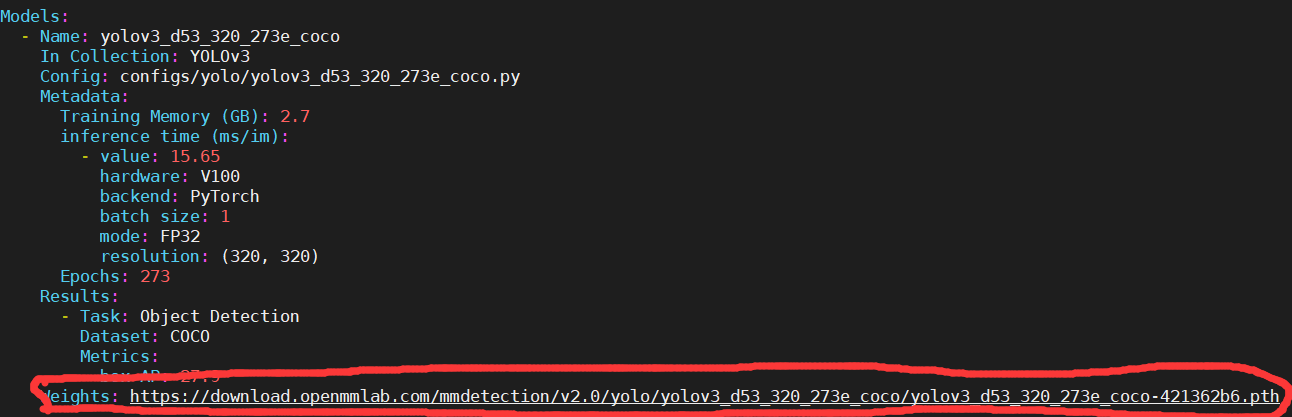 Models:
- Name: yolov3_d53_320_273e_coco
In Collection: YOLOv3
Config: configs/yolo/yolov3_d53_320_273e_coco.py
Metadata:
Training Memory (GB): 2.7
inference time (ms/im):
- value: 15.65
hardware: V100
backend: PyTorch
batch size: 1
mode: FP32
resolution: (320, 320)
Epochs: 273
Results:
- Task: Object Detection
Dataset: COCO
Metrics:
box AP: 27.9
Weights: https://download.openmmlab.com/mmdetection/v2.0/yolo/yolov3_d53_320_273e_coco/yolov3_d53_320_273e_coco-421362b6.pth